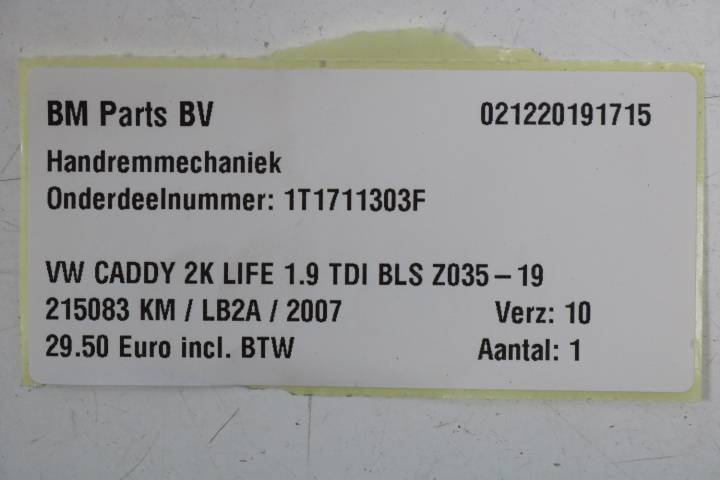 BM Parts BV 021220191715
Handremmechaniek
Onderdeelnummer: 1T1711303F
VW CADDY 2K LIFE 1.9 TDI BLS Z035-19
215083 KM / LB2A / 2007 Verz: 10
29.50 Euro incl. BTW Aantal: 1